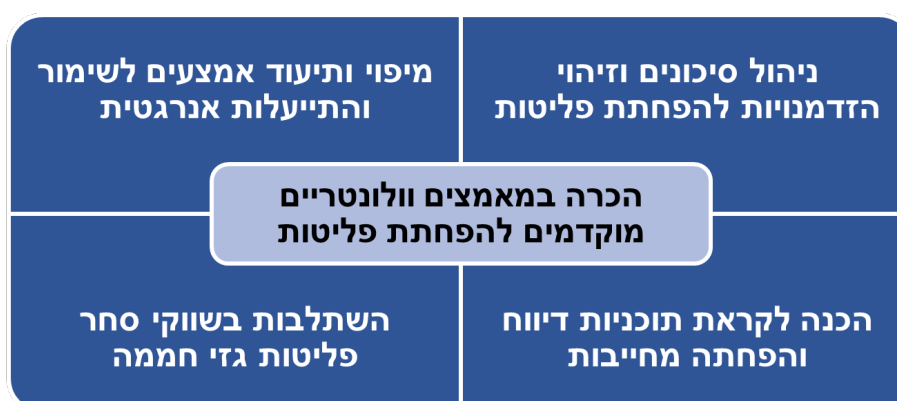 ניהול סיכונים וזיהוי
הזדמנויות להפחתת פליטות
מיפוי ותיעוד אמצעים לשימור
והתייעלות אנרגטית
הכרה במאמצים וולונטריים
מוקדמים להפחתת פליטות
הכנה לקראת תוכניות דיווח
והפחתה מחייבות
השתלבות בשווקי סחר
פליטות גזי חממה